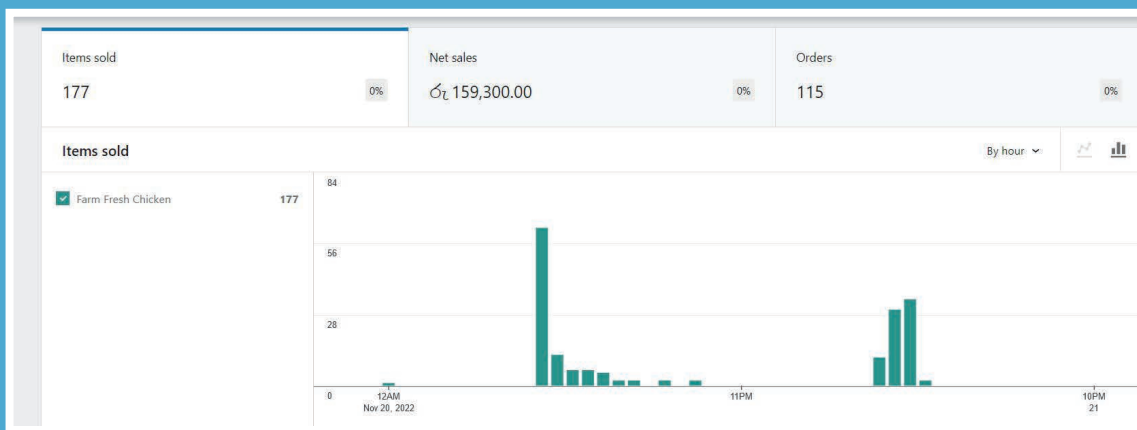 Items sold
177
0%
Net sales
රු 159,300.00
0%
Orders
115
0%
Items sold
By hour
Farm Fresh Chicken
177
84
56
28
0
12AM
Nov 20, 2022
11PM
10PM
21